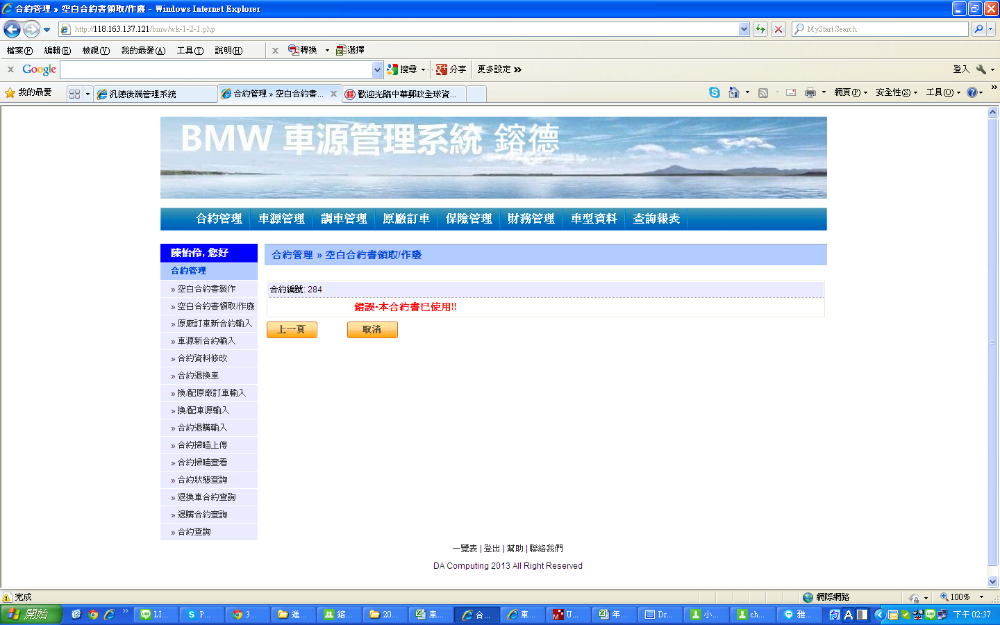 合約管理 » 空白合約書領取/作廢 - Windows Internet Explorer
http://118.163.137.121/bmw/wk-1-2-1.php
MyStart Search
檔案(F) 編輯(E) 檢視(V) 我的最愛(A) 工具(T) 說明(H) x 轉換 選擇
x Google 搜尋 分享 更多設定 » 登入
我的最愛 汎德後端管理系統 合約管理 » 空白合約書... 歡迎光臨中華郵政全球資... 網頁(P) 安全性(S) 工具(O) »
BMW 車源管理系統 鎔德
合約管理 車源管理 調車管理 原廠訂車 保險管理 財務管理 車型資料 查詢報表
陳怡伶, 您好
合約管理
» 空白合約書製作
» 空白合約書領取/作廢
» 原廠訂車新合約輸入
» 車源新合約輸入
» 合約資料修改
» 合約退換車
» 換/配原廠訂車輸入
» 換/配車源輸入
» 合約退購輸入
» 合約掃瞄上傳
» 合約掃瞄查看
» 合約狀態查詢
» 退換車合約查詢
» 退購合約查詢
» 合約查詢
合約管理 » 空白合約書領取/作廢
合約編號: 284
錯誤-本合約書已使用!!
上一頁 取消
一覽表 | 登出 | 幫助 | 聯絡我們
DA Computing 2013 All Right Reserved
完成 網際網路 100%
開始 » LI... P... 3... 進... 鎔... 20... 車... 合... 車... U... 年... Dr... 小... ch... 雅... A 下午 02:37